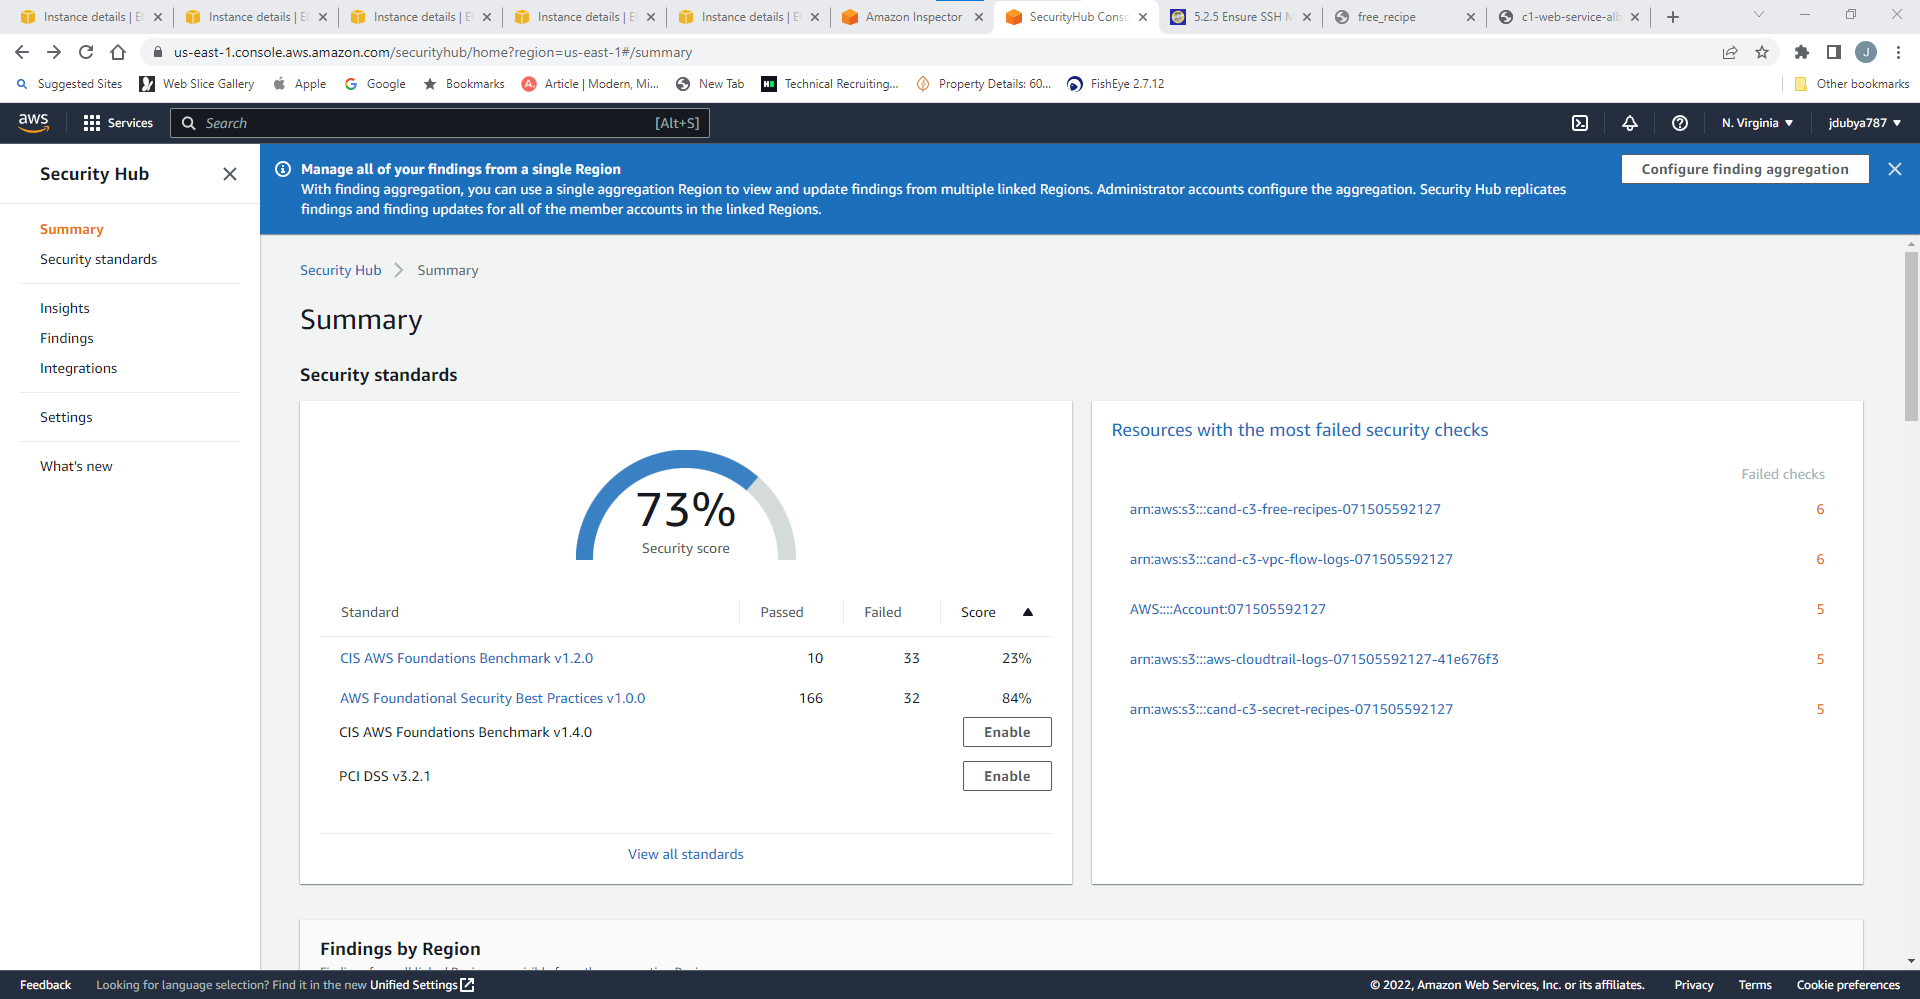 Instance details | EC
Instance details | EC
Instance details | EC
Instance details | EC
Instance details | EC
Amazon Inspector
SecurityHub Conso
5.2.5 Ensure SSH M
free_recipe
c1-web-service-alb
us-east-1.console.aws.amazon.com/securityhub/home?region=us-east-1#/summary
J
Suggested Sites
Web Slice Gallery
Apple
Google
Bookmarks
Article | Modern, Mi...
New Tab
Technical Recruiting...
Property Details: 60...
FishEye 2.7.12
Other bookmarks
aws
Services
Search
[Alt+S]
N. Virginia
jdubya787
Security Hub
Summary
Security standards
Insights
Findings
Integrations
Settings
What's new
Manage all of your findings from a single Region
With finding aggregation, you can use a single aggregation Region to view and update findings from multiple linked Regions. Administrator accounts configure the aggregation. Security Hub replicates
findings and finding updates for all of the member accounts in the linked Regions.
Configure finding aggregation
Security Hub > Summary
Summary
Security standards
73%
Security score
Standard Passed Failed Score
CIS AWS Foundations Benchmark v1.2.0 10 33 23%
AWS Foundational Security Best Practices v1.0.0 166 32 84%
CIS AWS Foundations Benchmark v1.4.0 Enable
PCI DSS v3.2.1 Enable
View all standards
Resources with the most failed security checks
Failed checks
arn:aws:s3:::cand-c3-free-recipes-071505592127 6
arn:aws:s3:::cand-c3-vpc-flow-logs-071505592127 6
AWS::::Account:071505592127 5
arn:aws:s3:::aws-cloudtrail-logs-071505592127-41e676f3 5
arn:aws:s3:::cand-c3-secret-recipes-071505592127 5
Findings by Region
Feedback
Looking for language selection? Find it in the new Unified Settings
© 2022, Amazon Web Services, Inc. or its affiliates.
Privacy
Terms
Cookie preferences